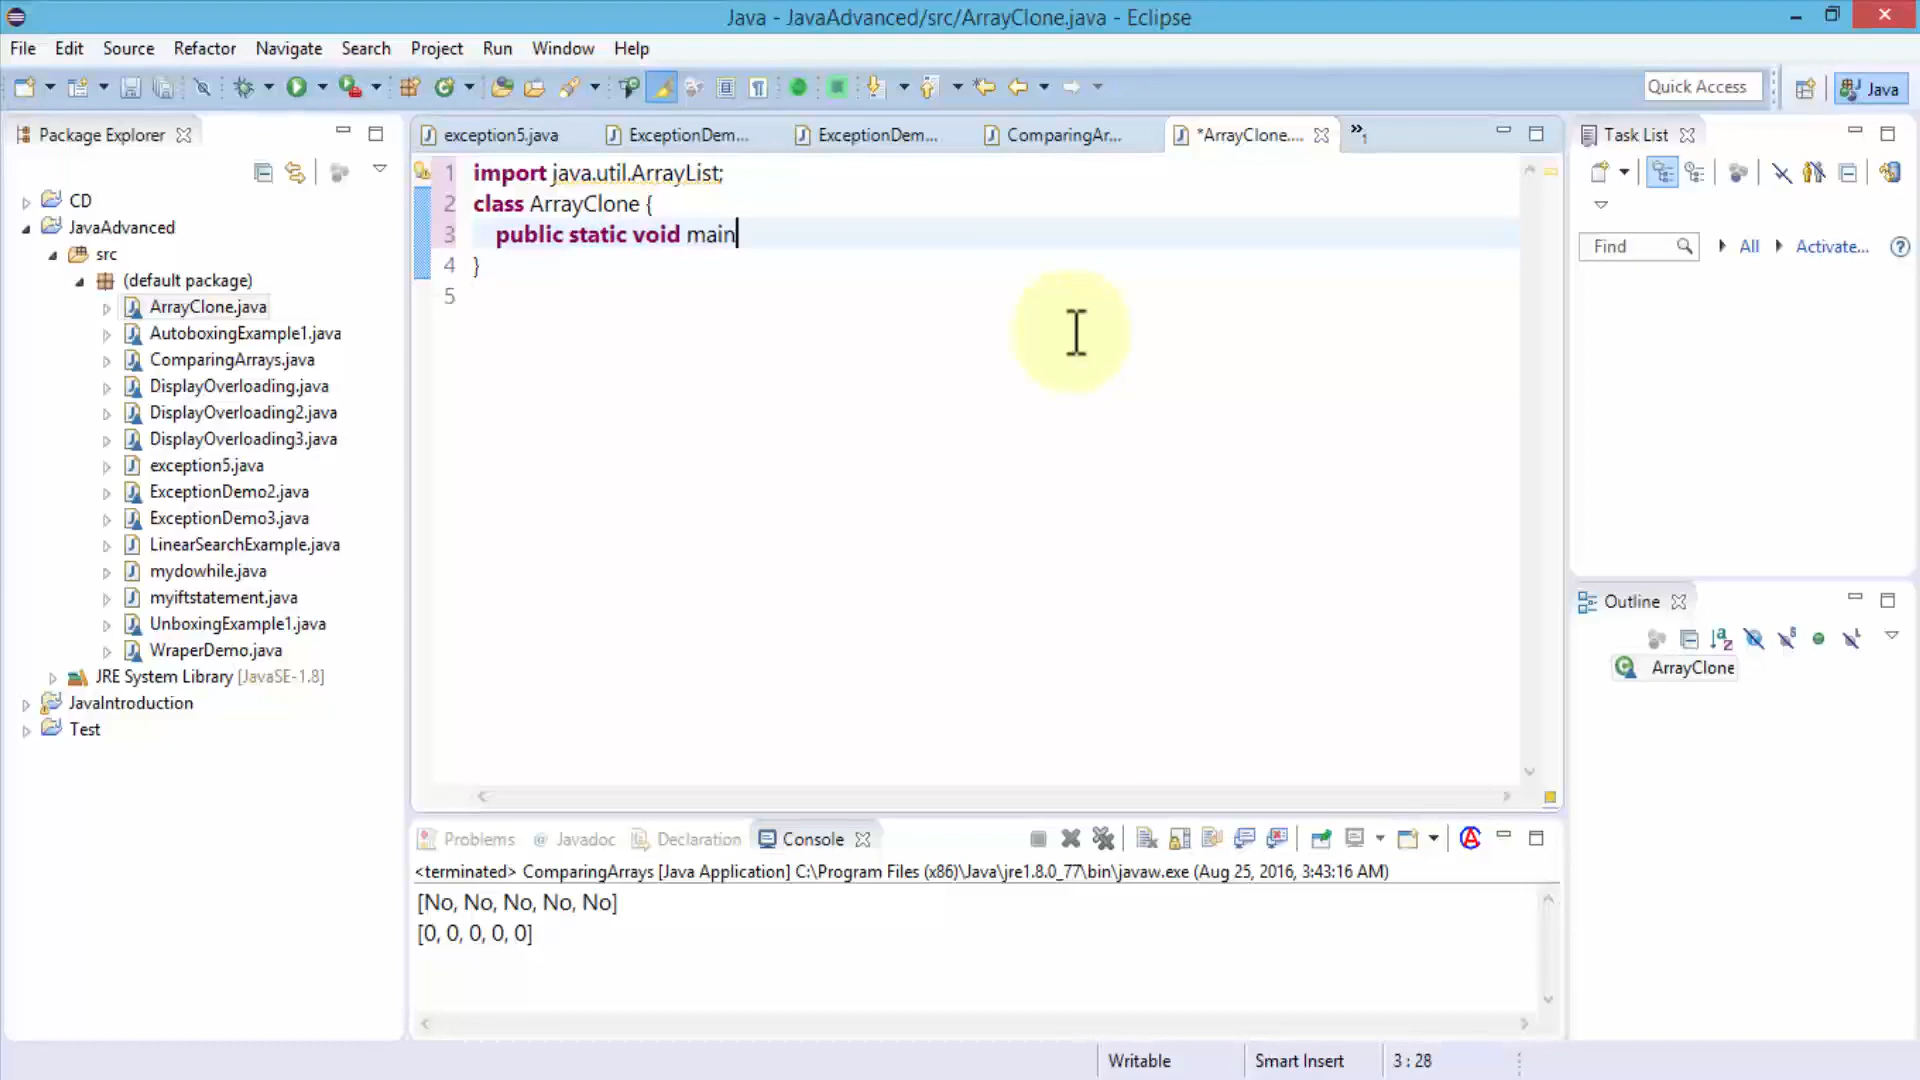 Java - JavaAdvanced/src/ArrayClone.java - Eclipse
File Edit Source Refactor Navigate Search Project Run Window Help
Quick Access
Java
Package Explorer
CD
JavaAdvanced
src
(default package)
ArrayClone.java
AutoboxingExample1.java
ComparingArrays.java
DisplayOverloading.java
DisplayOverloading2.java
DisplayOverloading3.java
exception5.java
ExceptionDemo2.java
ExceptionDemo3.java
LinearSearchExample.java
mydowhile.java
myiftstatement.java
UnboxingExample1.java
WraperDemo.java
JRE System Library [JavaSE-1.8]
JavaIntroduction
Test
exception5.java ExceptionDem... ExceptionDem... ComparingAr... *ArrayClone.... »1
1 import java.util.ArrayList;
2 class ArrayClone {
3 public static void main
4 }
5
Task List
Find All Activate...
Outline
ArrayClone
Problems @ Javadoc Declaration Console
<terminated> ComparingArrays [Java Application] C:\Program Files (x86)\Java\jre1.8.0_77\bin\javaw.exe (Aug 25, 2016, 3:43:16 AM)
[No, No, No, No, No]
[0, 0, 0, 0, 0]
Writable Smart Insert 3 : 28